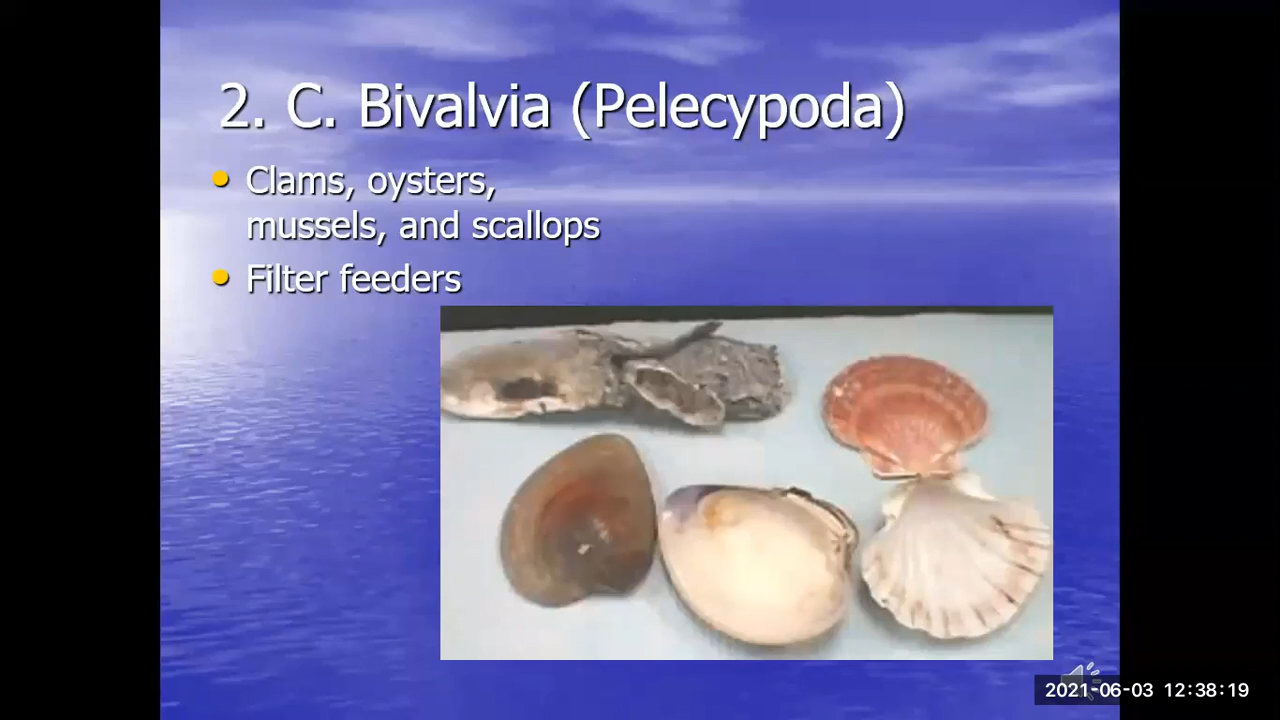 2. C. Bivalvia (Pelecypoda)
• Clams, oysters,
mussels, and scallops
• Filter feeders
2021-06-03 12:38:19